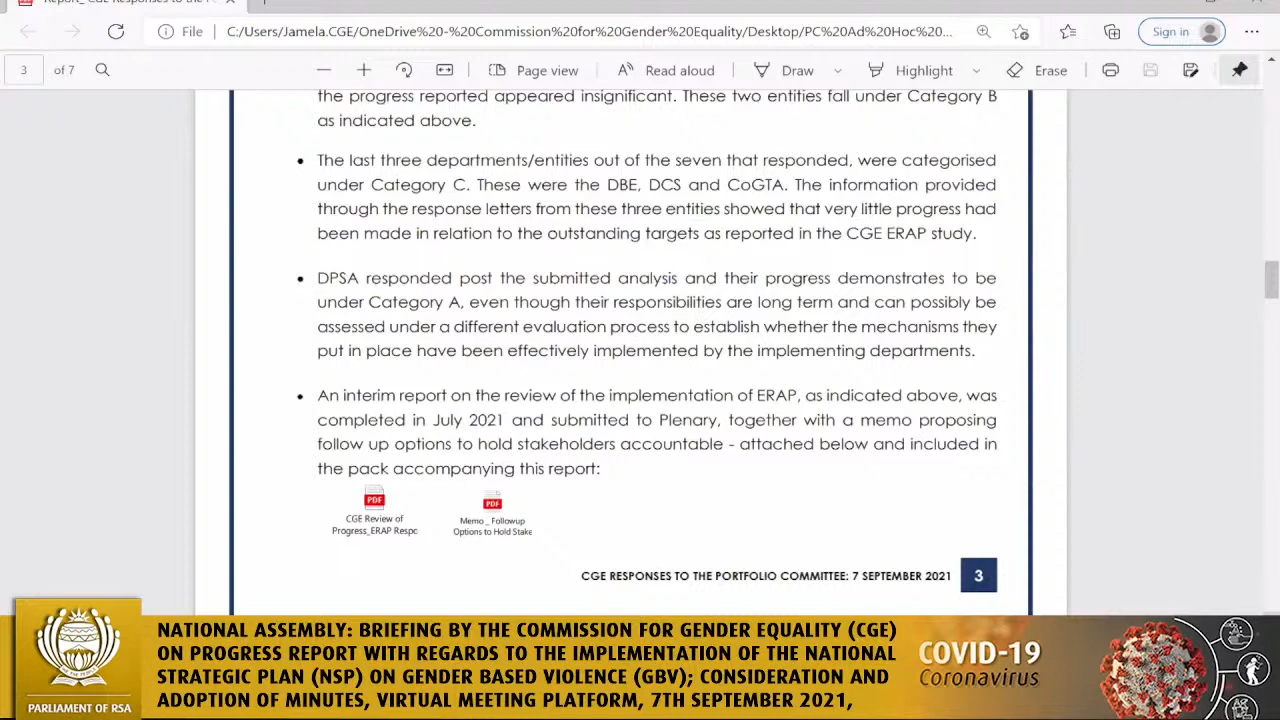 File
C:/Users/Jamela.CGE/OneDrive%20-%20Commission%20for%20Gender%20Equality/Desktop/PC%20Ad%20Hoc%20...
Sign in
3 of 7
Page view
Read aloud
Draw
Highlight
Erase
the progress reported appeared insignificant. These two entities fall under Category B
as indicated above.
• The last three departments/entities out of the seven that responded, were categorised
under Category C. These were the DBE, DCS and CoGTA. The information provided
through the response letters from these three entities showed that very little progress had
been made in relation to the outstanding targets as reported in the CGE ERAP study.
• DPSA responded post the submitted analysis and their progress demonstrates to be
under Category A, even though their responsibilities are long term and can possibly be
assessed under a different evaluation process to establish whether the mechanisms they
put in place have been effectively implemented by the implementing departments.
• An interim report on the review of the implementation of ERAP, as indicated above, was
completed in July 2021 and submitted to Plenary, together with a memo proposing
follow up options to hold stakeholders accountable - attached below and included in
the pack accompanying this report:
PDF
CGE Review of
Progress_ERAP Respc
PDF
Memo _ Followup
Options to Hold Stake
CGE RESPONSES TO THE PORTFOLIO COMMITTEE: 7 SEPTEMBER 2021 3
PARLIAMENT OF RSA
NATIONAL ASSEMBLY: BRIEFING BY THE COMMISSION FOR GENDER EQUALITY (CGE)
ON PROGRESS REPORT WITH REGARDS TO THE IMPLEMENTATION OF THE NATIONAL
STRATEGIC PLAN (NSP) ON GENDER BASED VIOLENCE (GBV); CONSIDERATION AND
ADOPTION OF MINUTES, VIRTUAL MEETING PLATFORM, 7TH SEPTEMBER 2021,
COVID-19
Coronavirus